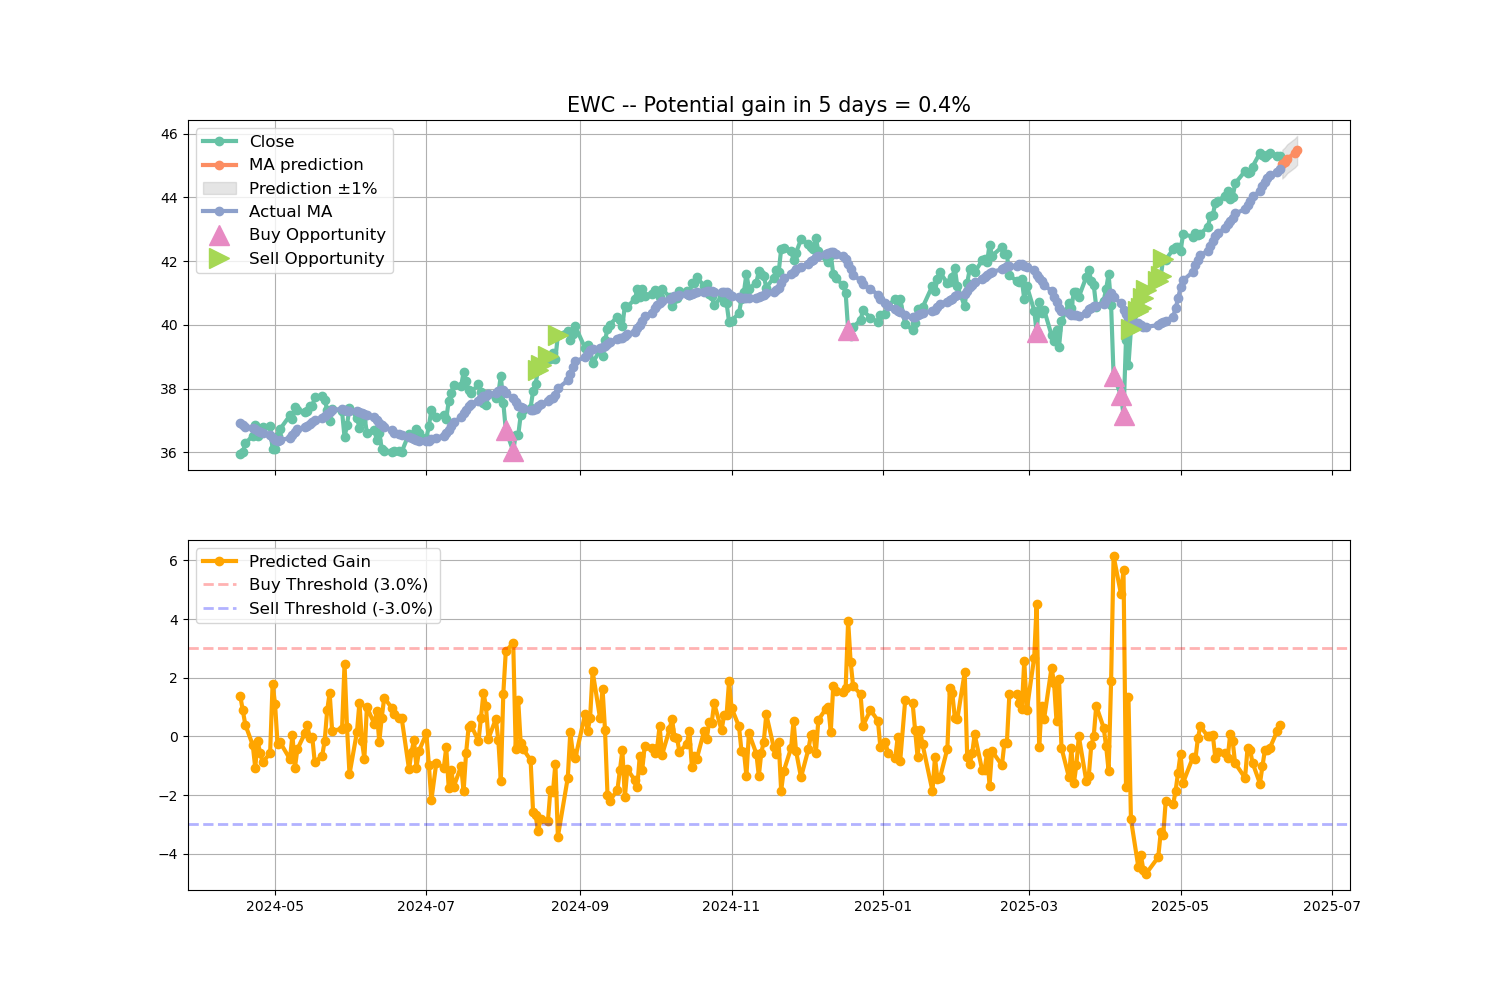 EWC -- Potential gain in 5 days = 0.4%
46
44
42
40
38
36
Close
MA prediction
Prediction ±1%
Actual MA
Buy Opportunity
Sell Opportunity
6
4
2
0
−2
−4
Predicted Gain
Buy Threshold (3.0%)
Sell Threshold (-3.0%)
2024-05
2024-07
2024-09
2024-11
2025-01
2025-03
2025-05
2025-07